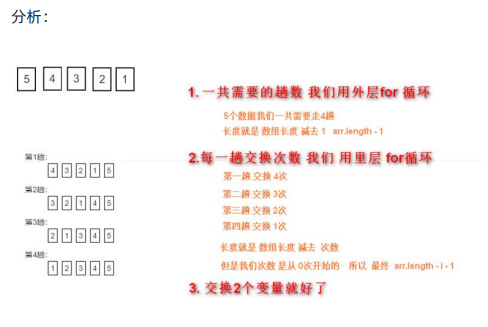 分析：
5 4 3 2 1
1. 一共需要的趟数 我们用外层for 循环
5个数据我们一共需要走4趟
长度就是 数组长度 减去 1 arr.length - 1
2.每一趟交换次数 我们 用里层 for循环
第1趟:
4 3 2 1 5
第2趟:
3 2 1 4 5
第3趟:
2 1 3 4 5
第4趟:
1 2 3 4 5
第一趟 交换 4次
第二趟 交换 3次
第三趟 交换 2次
第四趟 交换 1次
长度就是 数组长度 减去 次数
但是我们次数 是从 0次开始的 所以 最终 arr.length - i - 1
3. 交换2个变量就好了